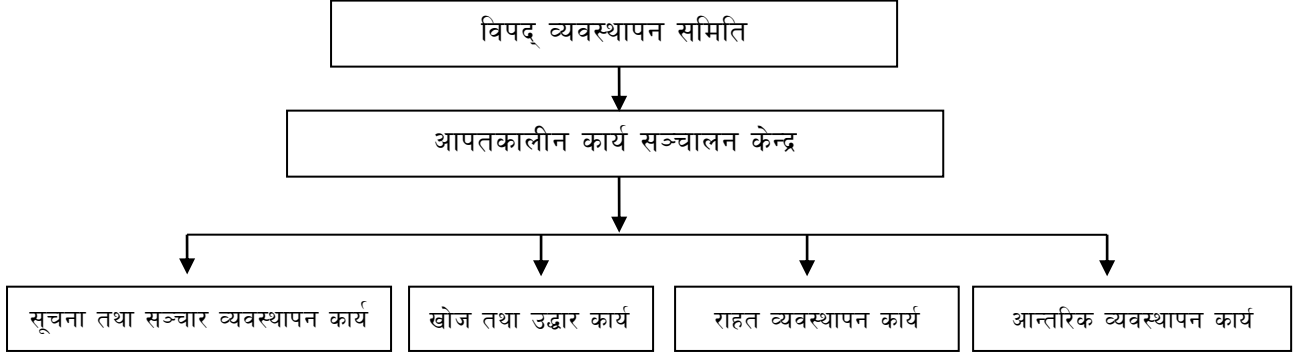 विपद् व्यवस्थापन समिति
आपतकालीन कार्य सञ्चालन केन्द्र
सूचना तथा सञ्चार व्यवस्थापन कार्य
खोज तथा उद्धार कार्य
राहत व्यवस्थापन कार्य
आन्तरिक व्यवस्थापन कार्य